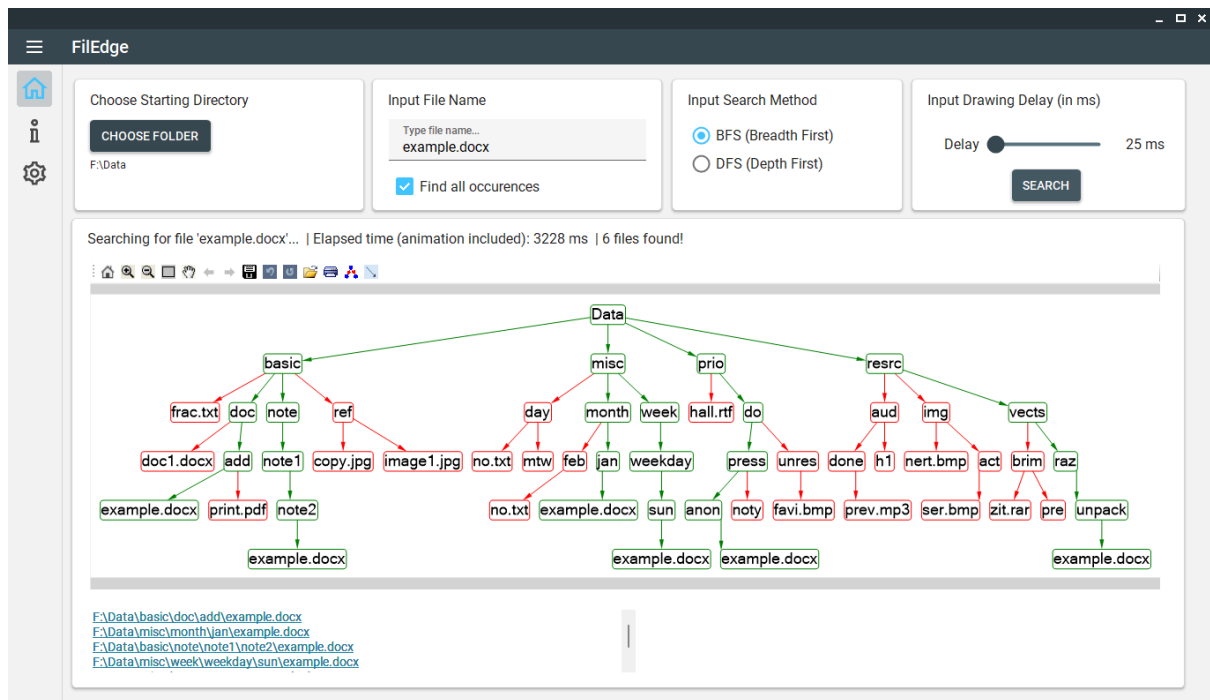 FilEdge
Choose Starting Directory
CHOOSE FOLDER
F:\Data
Input File Name
Type file name...
example.docx
Find all occurences
Input Search Method
BFS (Breadth First)
DFS (Depth First)
Input Drawing Delay (in ms)
Delay 25 ms
SEARCH
Searching for file 'example.docx'... | Elapsed time (animation included): 3228 ms | 6 files found!
Data
basic misc prio resrc
frac.txt doc note ref day month week hall.rtf do aud img vects
doc1.docx add note1 copy.jpg image1.jpg no.txt mtw feb jan weekday press unres done h1 nert.bmp act brim raz
example.docx print.pdf note2 no.txt example.docx sun anon noty favi.bmp prev.mp3 ser.bmp zit.rar pre unpack
example.docx example.docx example.docx example.docx
F:\Data\basic\doc\add\example.docx
F:\Data\misc\month\jan\example.docx
F:\Data\basic\note\note1\note2\example.docx
F:\Data\misc\week\weekday\sun\example.docx